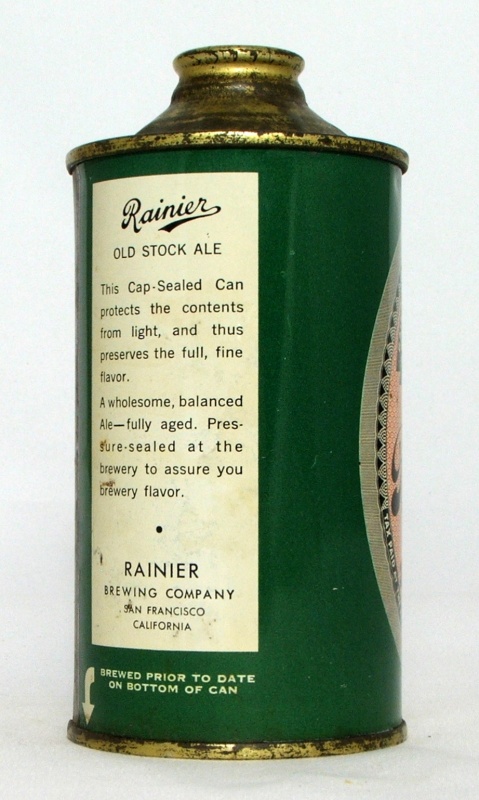 Rainier
OLD STOCK ALE
This Cap-Sealed Can
protects the contents
from light, and thus
preserves the full, fine
flavor.
A wholesome, balanced
Ale—fully aged. Pres-
sure-sealed at the
brewery to assure you
brewery flavor.
•
RAINIER
BREWING COMPANY
SAN FRANCISCO
CALIFORNIA
BREWED PRIOR TO DATE
ON BOTTOM OF CAN
TAX PAID